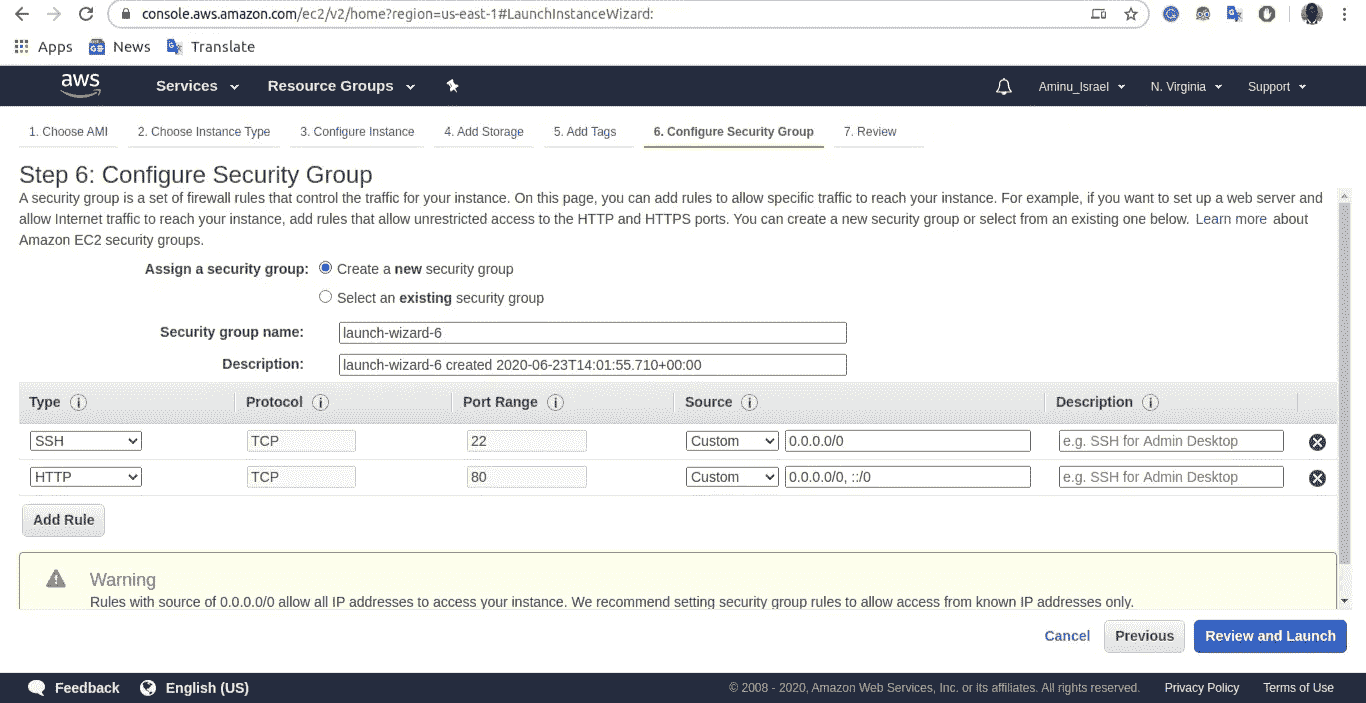 console.aws.amazon.com/ec2/v2/home?region=us-east-1#LaunchInstanceWizard:
Apps News Translate
aws Services Resource Groups Aminu_Israel N. Virginia Support
1. Choose AMI 2. Choose Instance Type 3. Configure Instance 4. Add Storage 5. Add Tags 6. Configure Security Group 7. Review
Step 6: Configure Security Group
A security group is a set of firewall rules that control the traffic for your instance. On this page, you can add rules to allow specific traffic to reach your instance. For example, if you want to set up a web server and
allow Internet traffic to reach your instance, add rules that allow unrestricted access to the HTTP and HTTPS ports. You can create a new security group or select from an existing one below. Learn more about
Amazon EC2 security groups.
Assign a security group: Create a new security group
Select an existing security group
Security group name: launch-wizard-6
Description: launch-wizard-6 created 2020-06-23T14:01:55.710+00:00
Type Protocol Port Range Source Description
SSH TCP 22 Custom 0.0.0.0/0 e.g. SSH for Admin Desktop
HTTP TCP 80 Custom 0.0.0.0/0, ::/0 e.g. SSH for Admin Desktop
Add Rule
Warning
Rules with source of 0.0.0.0/0 allow all IP addresses to access your instance. We recommend setting security group rules to allow access from known IP addresses only.
Cancel Previous Review and Launch
Feedback English (US) © 2008 - 2020, Amazon Web Services, Inc. or its affiliates. All rights reserved. Privacy Policy Terms of Use